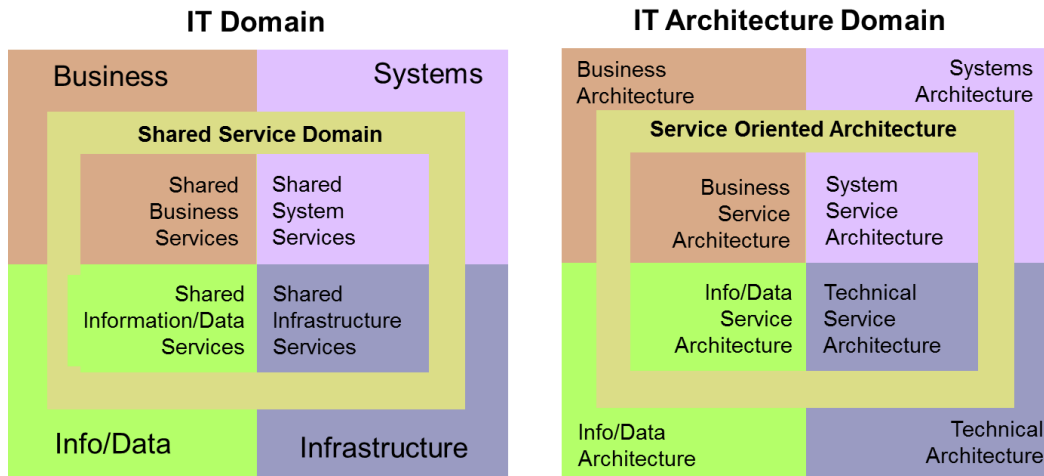 IT Domain
Business
Systems
Shared Service Domain
Shared
Business
Services
Shared
System
Services
Shared
Information/Data
Services
Shared
Infrastructure
Services
Info/Data
Infrastructure
IT Architecture Domain
Business
Architecture
Systems
Architecture
Service Oriented Architecture
Business
Service
Architecture
System
Service
Architecture
Info/Data
Service
Architecture
Technical
Service
Architecture
Info/Data
Architecture
Technical
Architecture